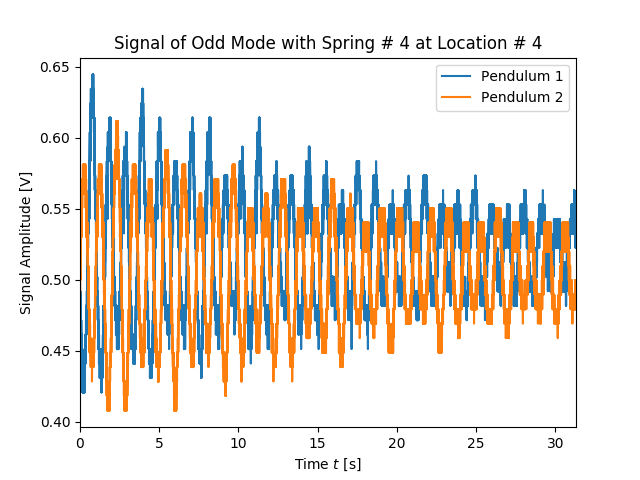 Signal of Odd Mode with Spring # 4 at Location # 4
Pendulum 1
Pendulum 2
Signal Amplitude [V]
0.65
0.60
0.55
0.50
0.45
0.40
0 5 10 15 20 25 30
Time t [s]